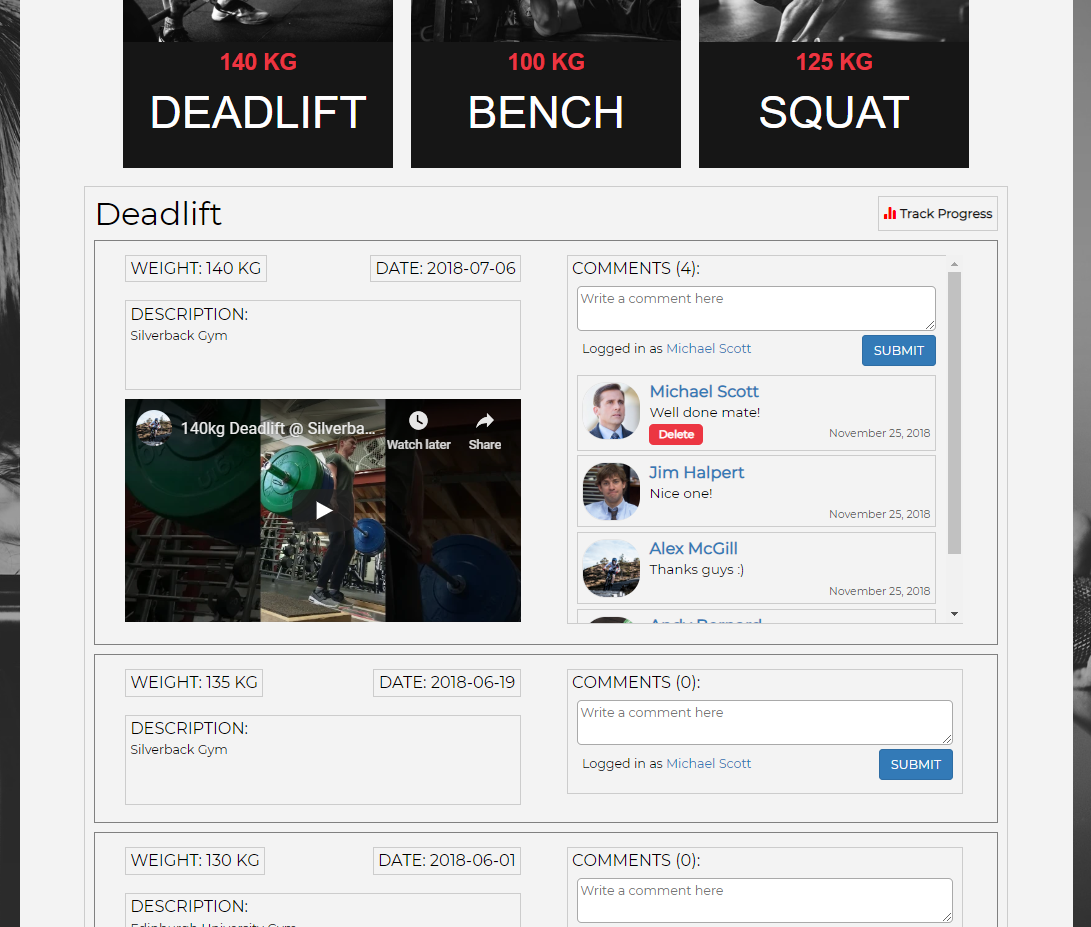 140 KG
DEADLIFT
100 KG
BENCH
125 KG
SQUAT
Deadlift
Track Progress
WEIGHT: 140 KG
DATE: 2018-07-06
DESCRIPTION:
Silverback Gym
140kg Deadlift @ Silverba...
Watch later
Share
COMMENTS (4):
Write a comment here
Logged in as Michael Scott
SUBMIT
Michael Scott
Well done mate!
Delete
November 25, 2018
Jim Halpert
Nice one!
November 25, 2018
Alex McGill
Thanks guys :)
November 25, 2018
Andy Bernard
WEIGHT: 135 KG
DATE: 2018-06-19
DESCRIPTION:
Silverback Gym
COMMENTS (0):
Write a comment here
Logged in as Michael Scott
SUBMIT
WEIGHT: 130 KG
DATE: 2018-06-01
DESCRIPTION:
Edinburgh University Gym
COMMENTS (0):
Write a comment here